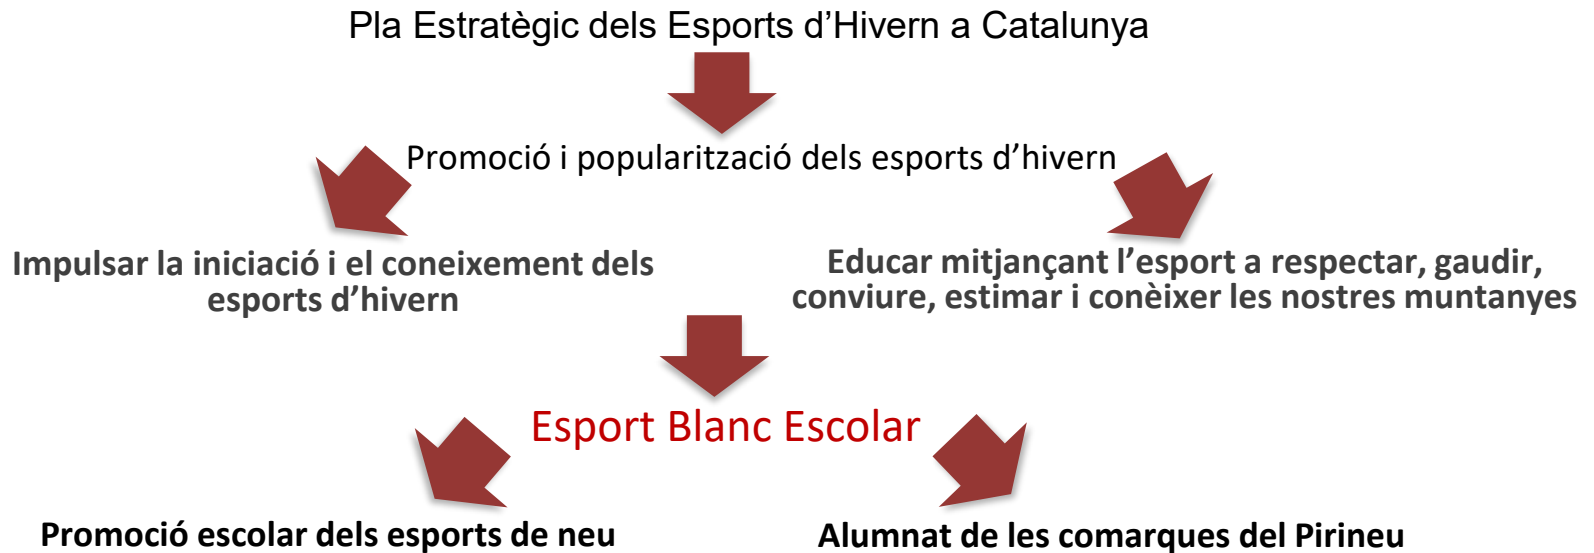 Pla Estratègic dels Esports d’Hivern a Catalunya
Promoció i popularització dels esports d’hivern
Impulsar la iniciació i el coneixement dels
esports d’hivern
Educar mitjançant l’esport a respectar, gaudir,
conviure, estimar i conèixer les nostres muntanyes
Esport Blanc Escolar
Promoció escolar dels esports de neu
Alumnat de les comarques del Pirineu